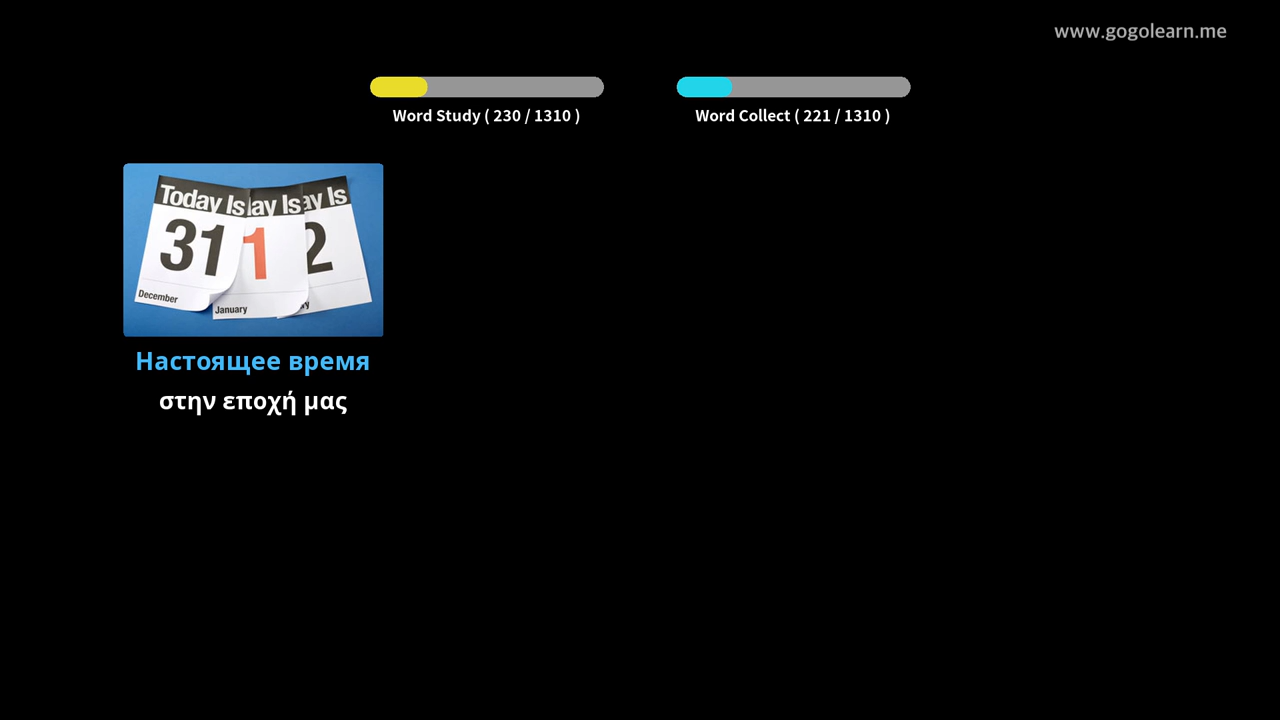 www.gogolearn.me
Word Study ( 230 / 1310 )
Word Collect ( 221 / 1310 )
Today Is
ay Is
ay Is
31
1
2
December
January
ry
Настоящее время
στην εποχή μας